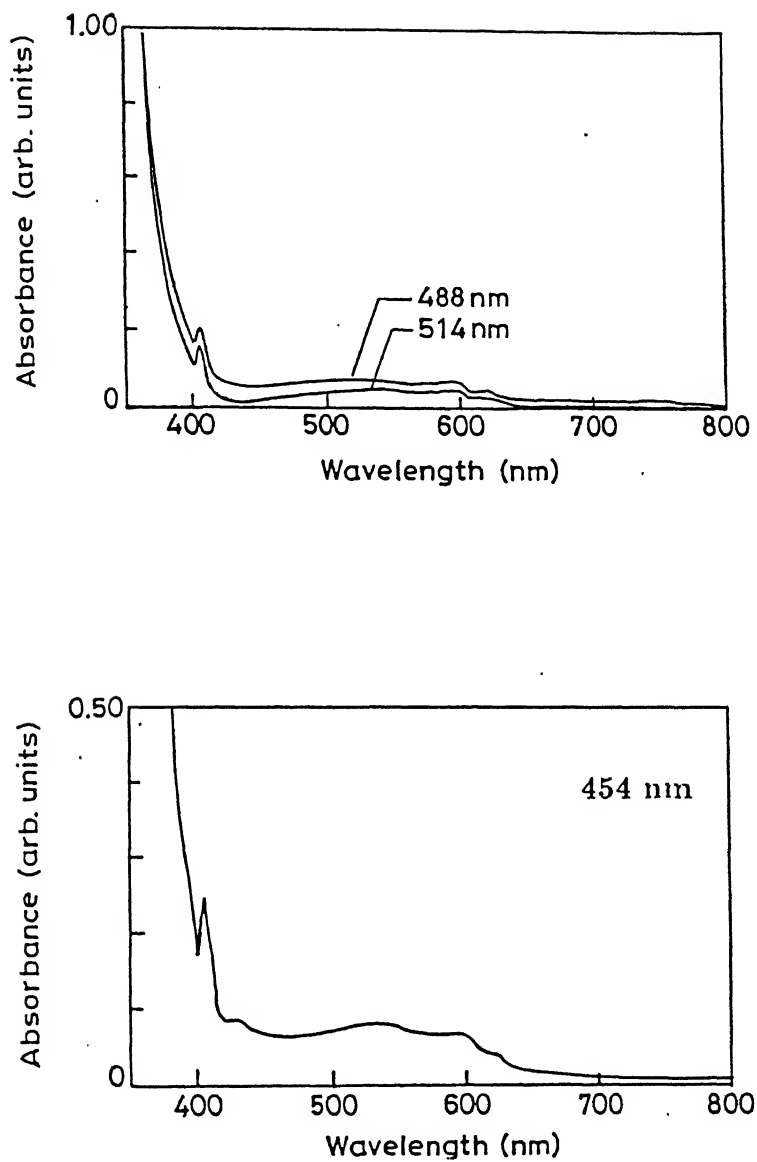 1.00
Absorbance (arb. units)
488 nm
514 nm
0
400 500 600 700 800
Wavelength (nm)
0.50
Absorbance (arb. units)
454 nm
0
400 500 600 700 800
Wavelength (nm)